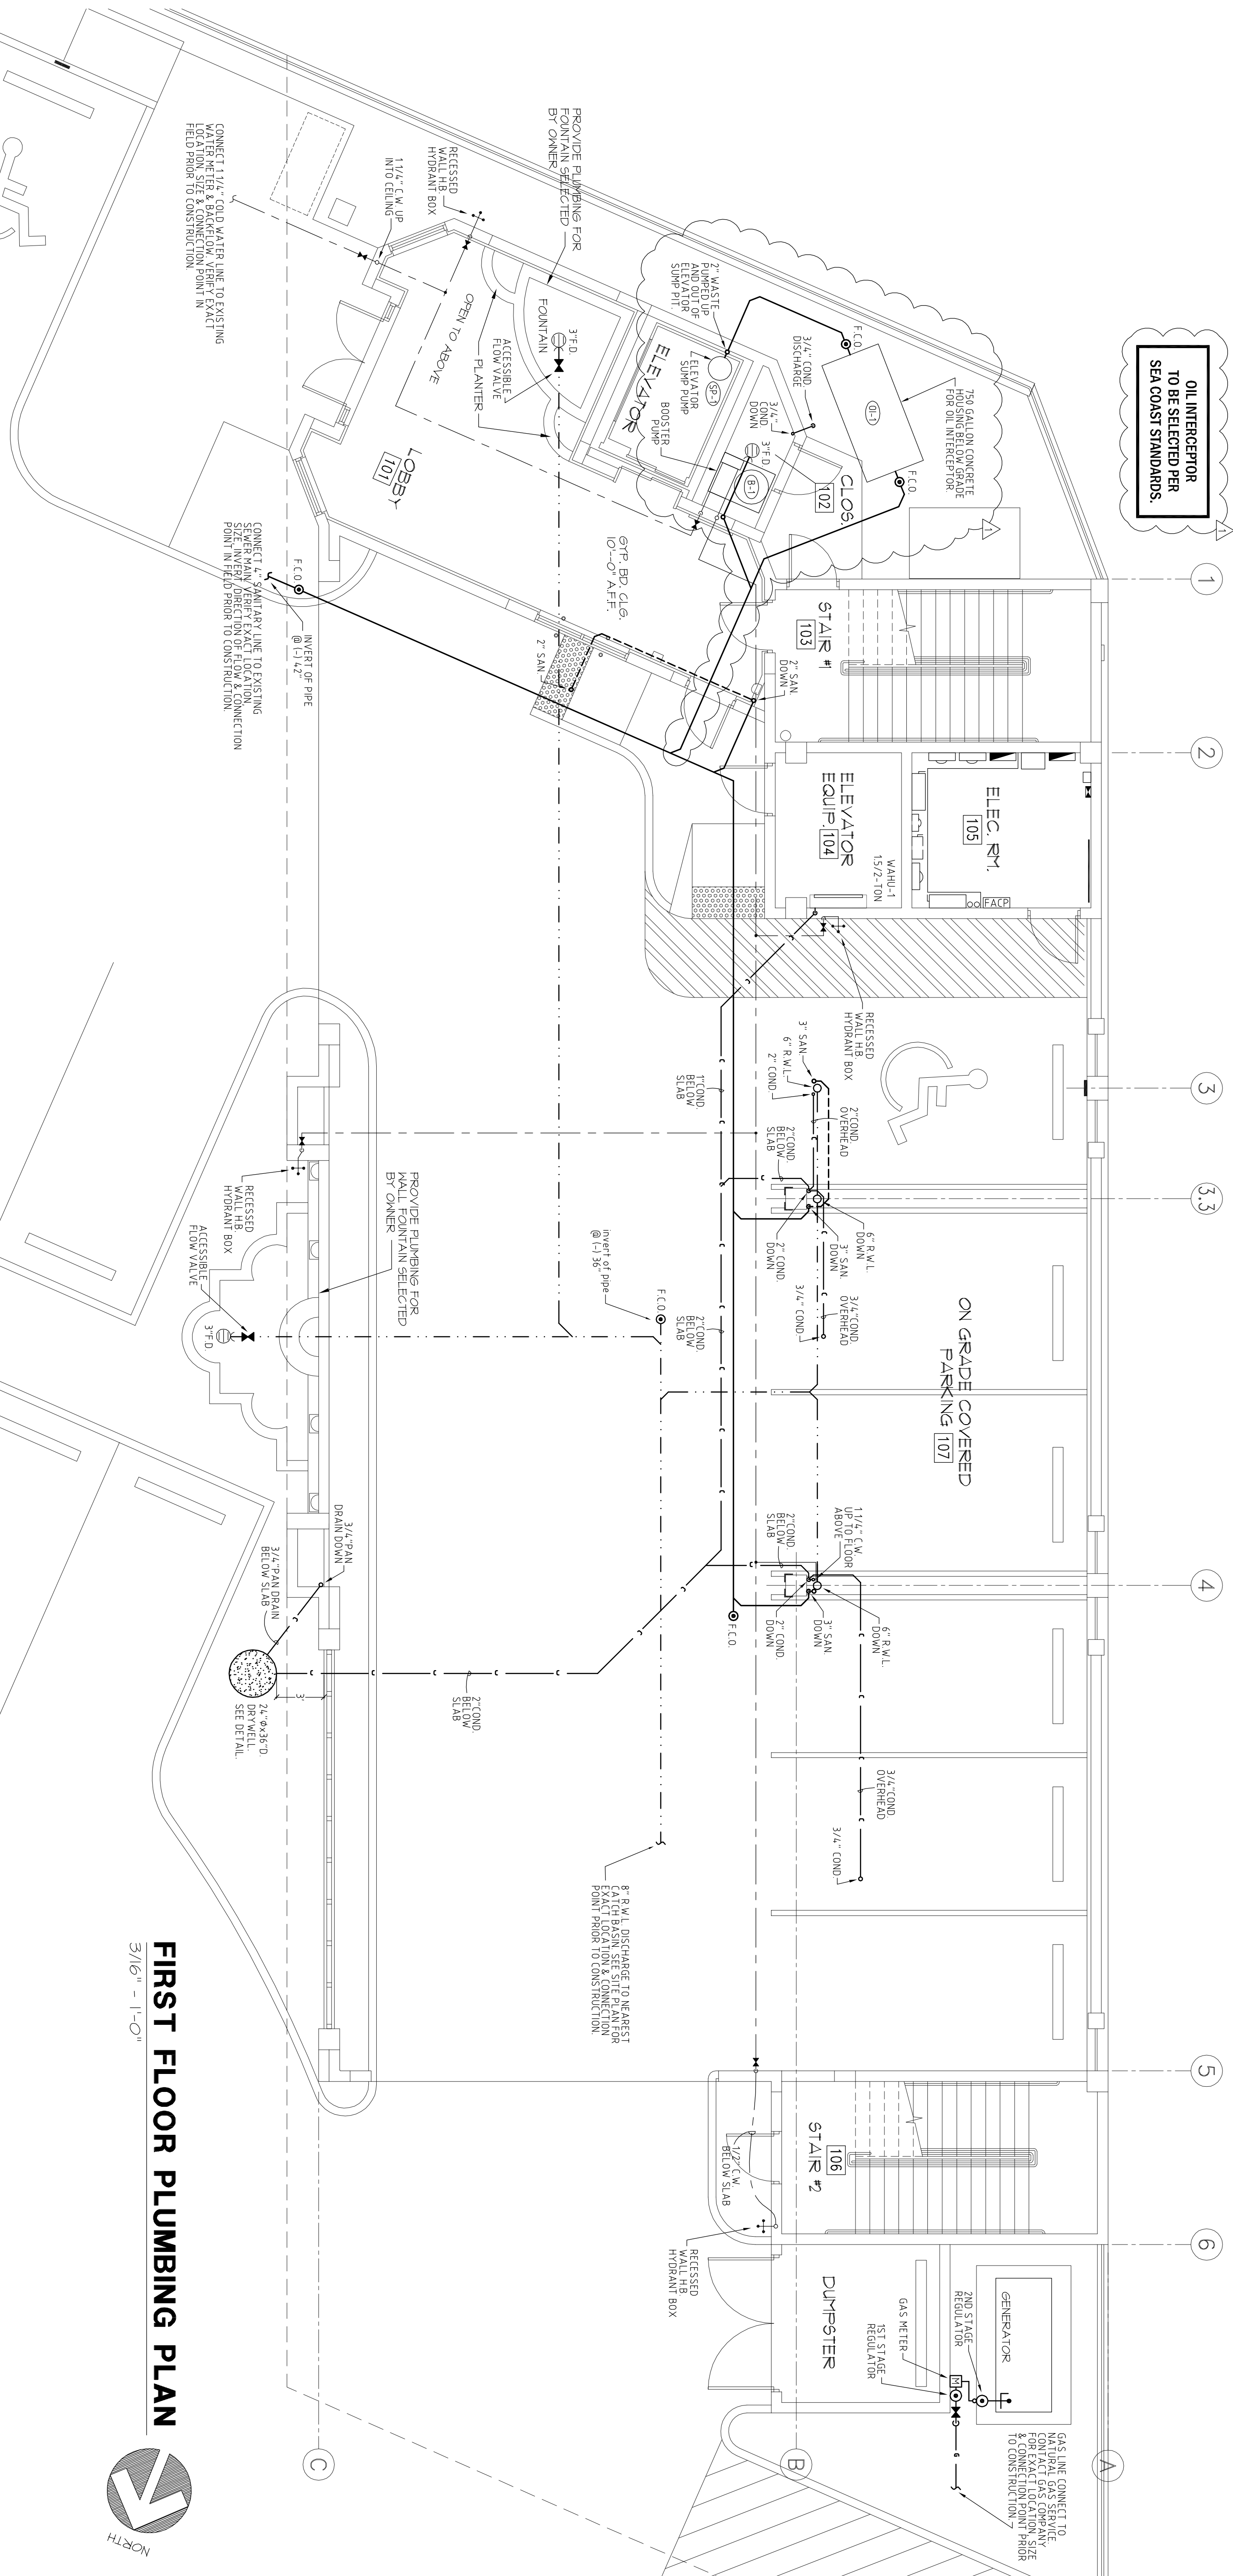 OIL INTERCEPTOR
TO BE SELECTED PER
SEA COAST STANDARDS.
1
1
2
3
3.3
4
5
6
A
B
C
750 GALLON CONCRETE
HOUSING BELOW GRADE
FOR OIL INTERCEPTOR.
1
OI-1
F.C.O.
F.C.O.
3/4" COND.
DISCHARGE
3/4"
COND
DOWN
2" WASTE
PUMPED UP
AND OUT OF
ELEVATOR
SUMP PIT.
SP-1
ELEVATOR
SUMP PUMP
ELEVATOR
BOOSTER
PUMP
3"F.D.
B-1
CLOS.
102
PROVIDE PLUMBING FOR
FOUNTAIN SELECTED
BY OWNER
FOUNTAIN
3"F.D.
ACCESSIBLE
FLOW VALVE
PLANTER
OPEN TO ABOVE
RECESSED
WALL H.B.
HYDRANT BOX
1 1/4" C.W. UP
INTO CEILING
CONNECT 1 1/4" COLD WATER LINE TO EXISTING
WATER METER & BACKFLOW. VERIFY EXACT
LOCATION, SIZE & CONNECTION POINT IN
FIELD PRIOR TO CONSTRUCTION.
LOBBY
101
GYP. BD. CLG.
10'-0" A.F.F.
2" SAN.
2" SAN.
DOWN
F.C.O.
INVERT OF PIPE
@ (-) 42"
CONNECT 4" SANITARY LINE TO EXISTING
SEWER MAIN. VERIFY EXACT LOCATION,
SIZE, INVERT, DIRECTION OF FLOW & CONNECTION
POINT IN FIELD PRIOR TO CONSTRUCTION.
STAIR #1
103
ELEVATOR
EQUIP.
104
WAHU-1
1.5/2-TON
ELEC. RM.
105
FACP
RECESSED
WALL H.B.
HYDRANT BOX
3" SAN.
6" R.W.L.
2" COND.
2"COND.
OVERHEAD
2"COND.
BELOW
SLAB
1"COND.
BELOW
SLAB
6" R.W.L.
DOWN
3" SAN.
DOWN
2" COND.
DOWN
3/4"COND.
OVERHEAD
3/4" COND.
2"COND.
BELOW
SLAB
ON GRADE COVERED
PARKING
107
invert of pipe
@ (-) 36"
F.C.O.
PROVIDE PLUMBING FOR
WALL FOUNTAIN SELECTED
BY OWNER
RECESSED
WALL H.B.
HYDRANT BOX
ACCESSIBLE
FLOW VALVE
3"F.D.
1 1/4" C.W.
UP TO FLOOR
ABOVE
2"COND.
BELOW
SLAB
6" R.W.L.
DOWN
3" SAN.
DOWN
2" COND.
DOWN
F.C.O.
3/4"COND.
OVERHEAD
3/4" COND.
3/4"PAN
DRAIN DOWN
3/4"PAN DRAIN
BELOW SLAB
3'
24"Øx36"D.
DRYWELL.
SEE DETAIL.
2"COND.
BELOW
SLAB
8" R.W.L. DISCHARGE TO NEAREST
CATCH BASIN. SEE SITE PLAN FOR
EXACT LOCATION & CONNECTION
POINT PRIOR TO CONSTRUCTION.
STAIR #2
106
1/2" C.W.
BELOW SLAB
RECESSED
WALL H.B.
HYDRANT BOX
DUMPSTER
GENERATOR
2ND STAGE
REGULATOR
GAS METER
1ST STAGE
REGULATOR
M
G
GAS LINE CONNECT TO
NATURAL GAS SERVICE.
CONTACT GAS COMPANY
FOR EXACT LOCATION, SIZE
& CONNECTION POINT PRIOR
TO CONSTRUCTION.
FIRST FLOOR PLUMBING PLAN
3/16" - 1'-0"
NORTH